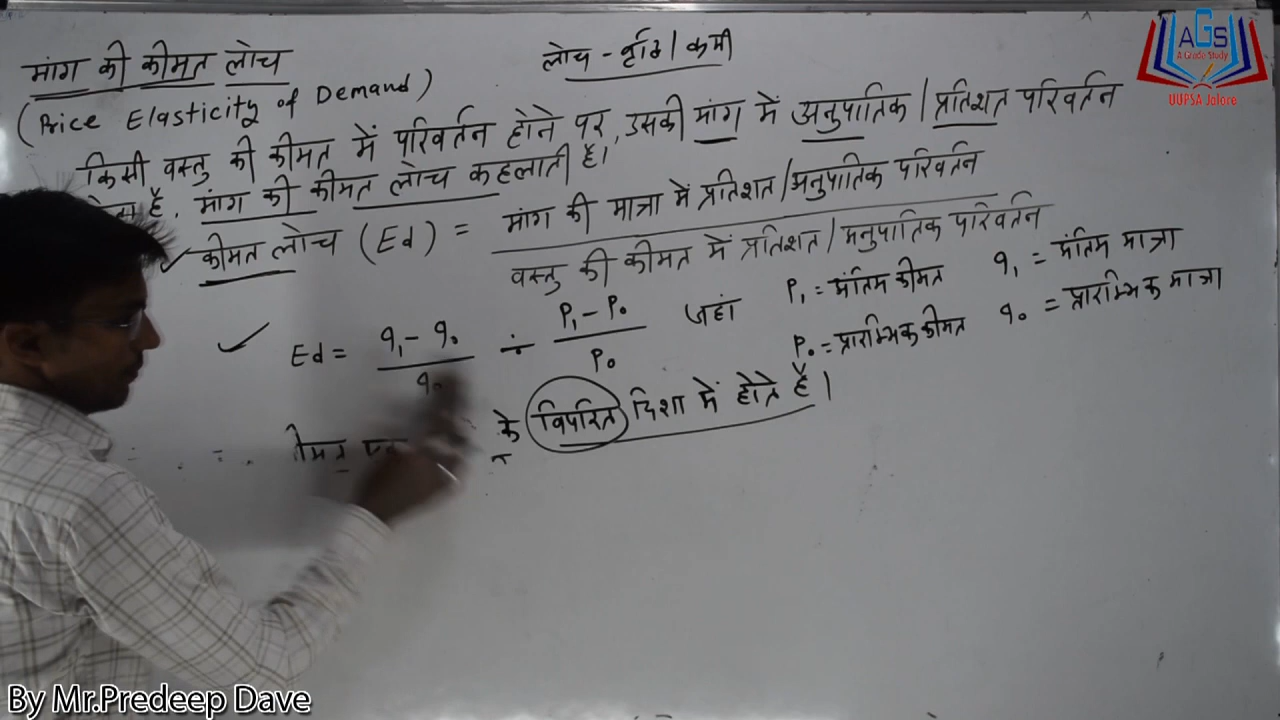 मांग की कीमत लोच
(Price Elasticity of Demand)
लोच - वृद्धि / कमी
AGS
A Grade Study
UUPSA Jalore
किसी वस्तु की कीमत में परिवर्तन होने पर, उसकी मांग में अनुपातिक / प्रतिशत परिवर्तन
है, मांग की कीमत लोच कहलाती है।
कीमत लोच (Ed) = मांग की मात्रा में प्रतिशत / अनुपातिक परिवर्तन
वस्तु की कीमत में प्रतिशत / अनुपातिक परिवर्तन
Ed = q₁ - q₀ / q₀ ÷ P₁ - P₀ / P₀ जहां
P₁ = अंतिम कीमत q₁ = अंतिम मात्रा
P₀ = प्रारम्भिक कीमत q₀ = प्रारम्भिक मात्रा
के विपरित दिशा में होते है।
By Mr.Predeep Dave